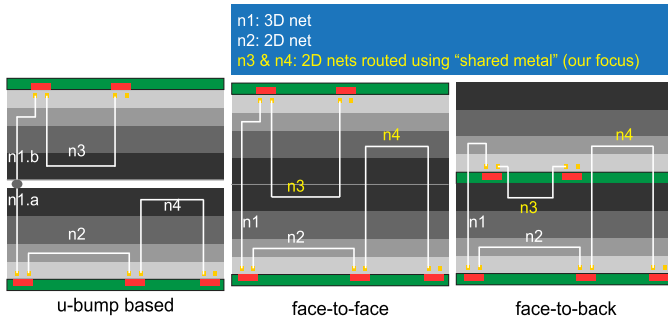 n1: 3D net
n2: 2D net
n3 & n4: 2D nets routed using “shared metal” (our focus)
n1.b
n3
n1.a
n2
n4
u-bump based
n4
n3
n1
n2
face-to-face
n4
n3
n1
n2
face-to-back